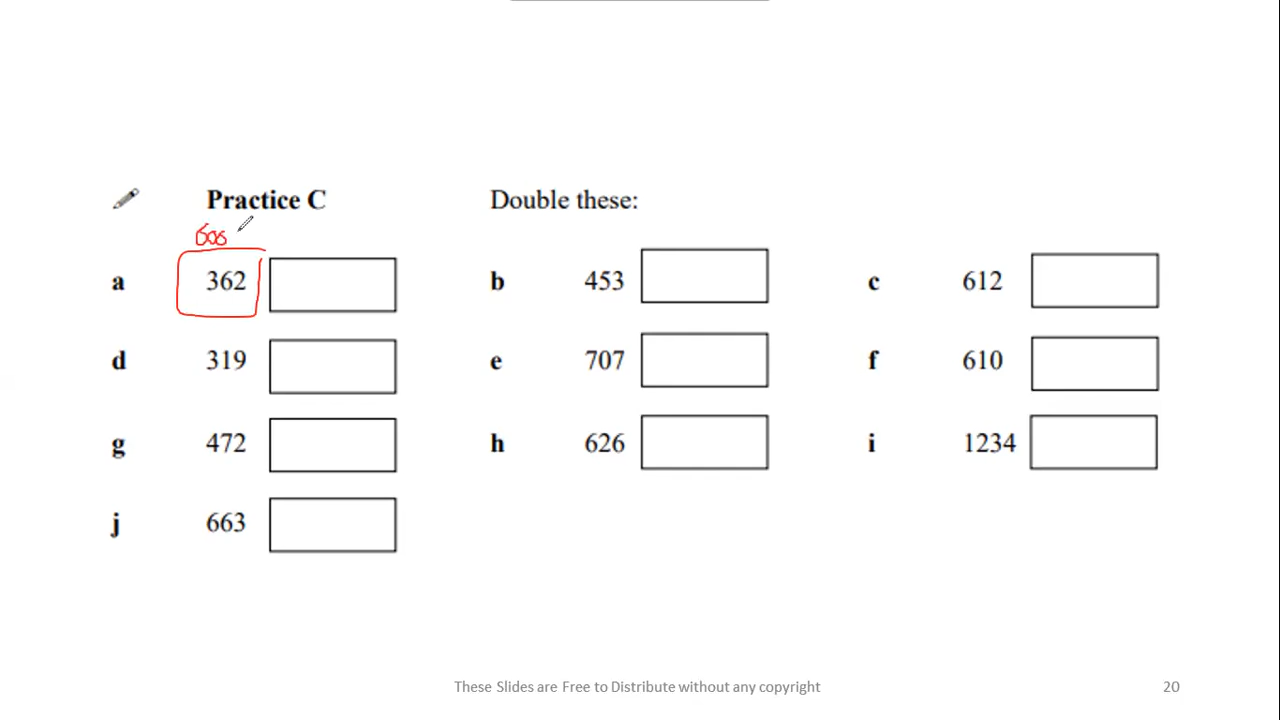 Practice C Double these:
600
a 362 b 453 c 612
d 319 e 707 f 610
g 472 h 626 i 1234
j 663
These Slides are Free to Distribute without any copyright 20